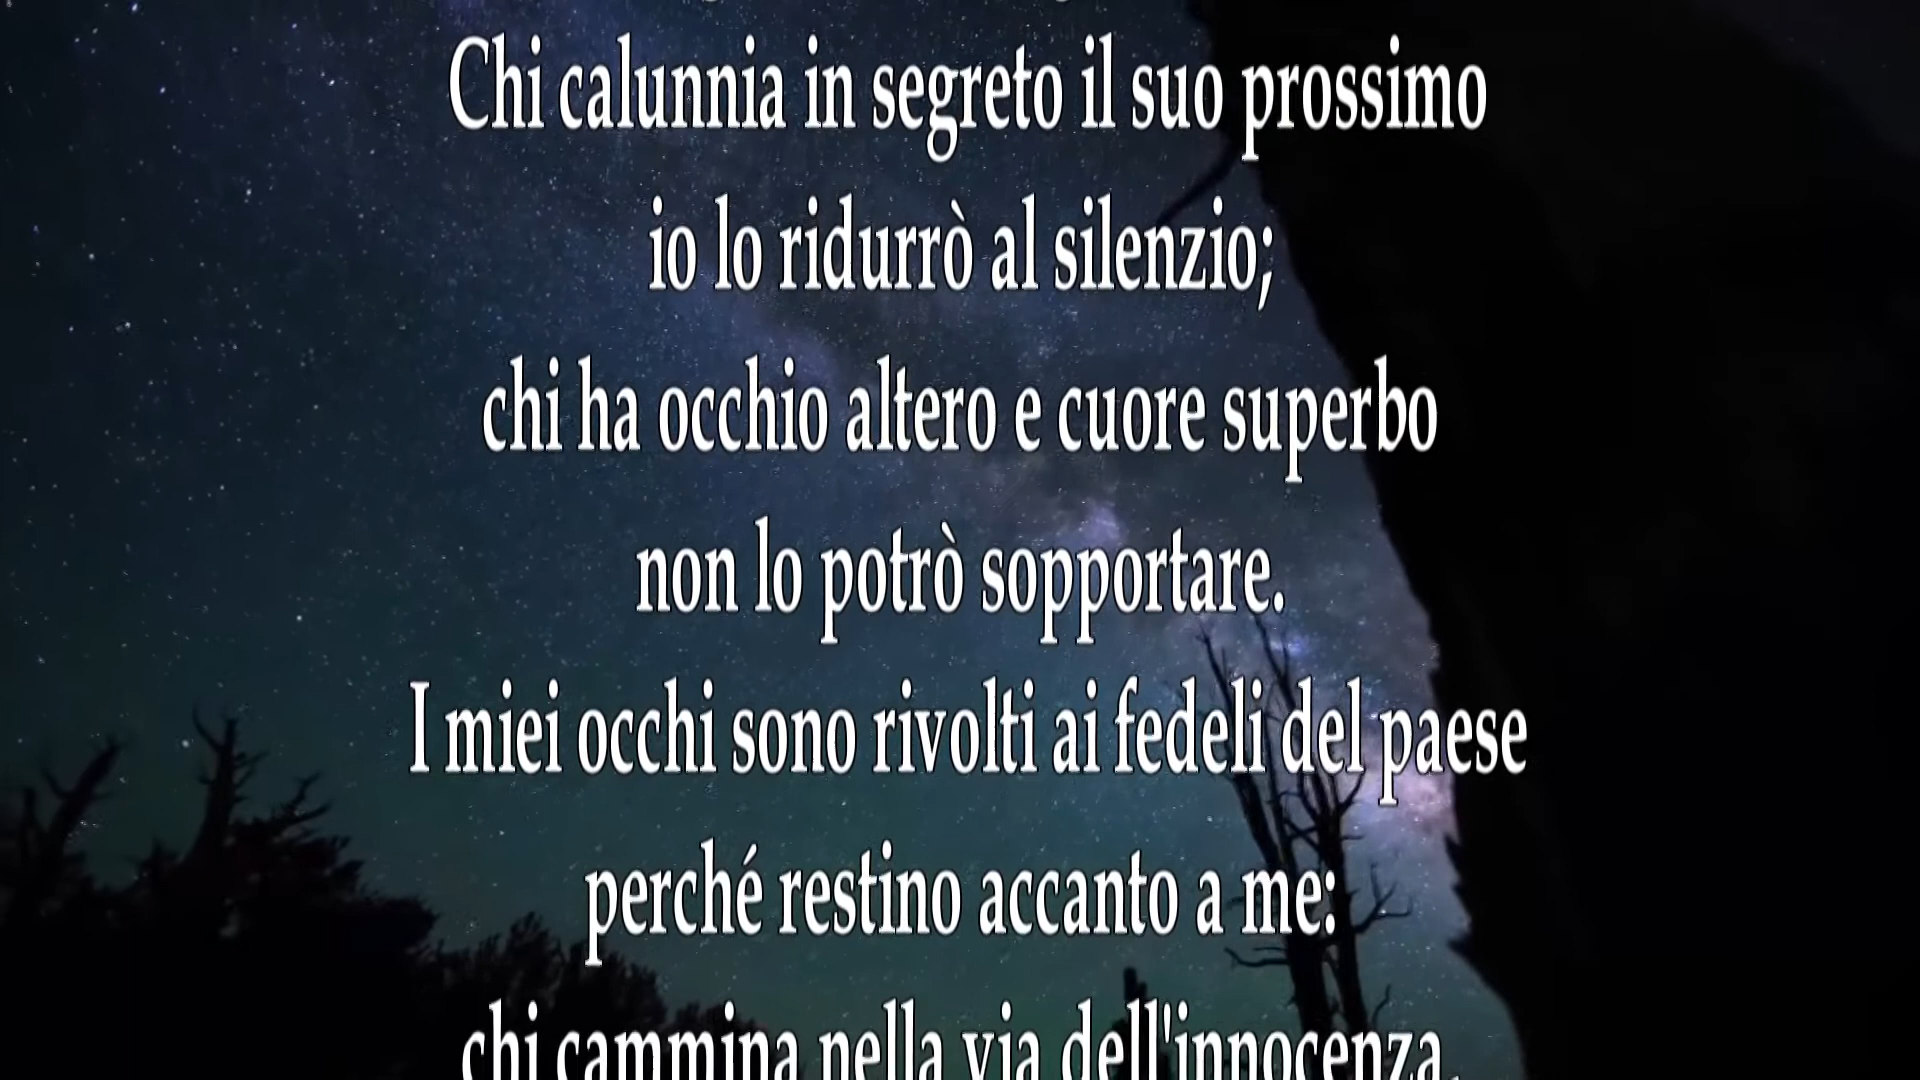 Chi calunnia in segreto il suo prossimo
io lo ridurrò al silenzio;
chi ha occhio altero e cuore superbo
non lo potrò sopportare.
I miei occhi sono rivolti ai fedeli del paese
perché restino accanto a me:
chi cammina nella via dell'innocenza,